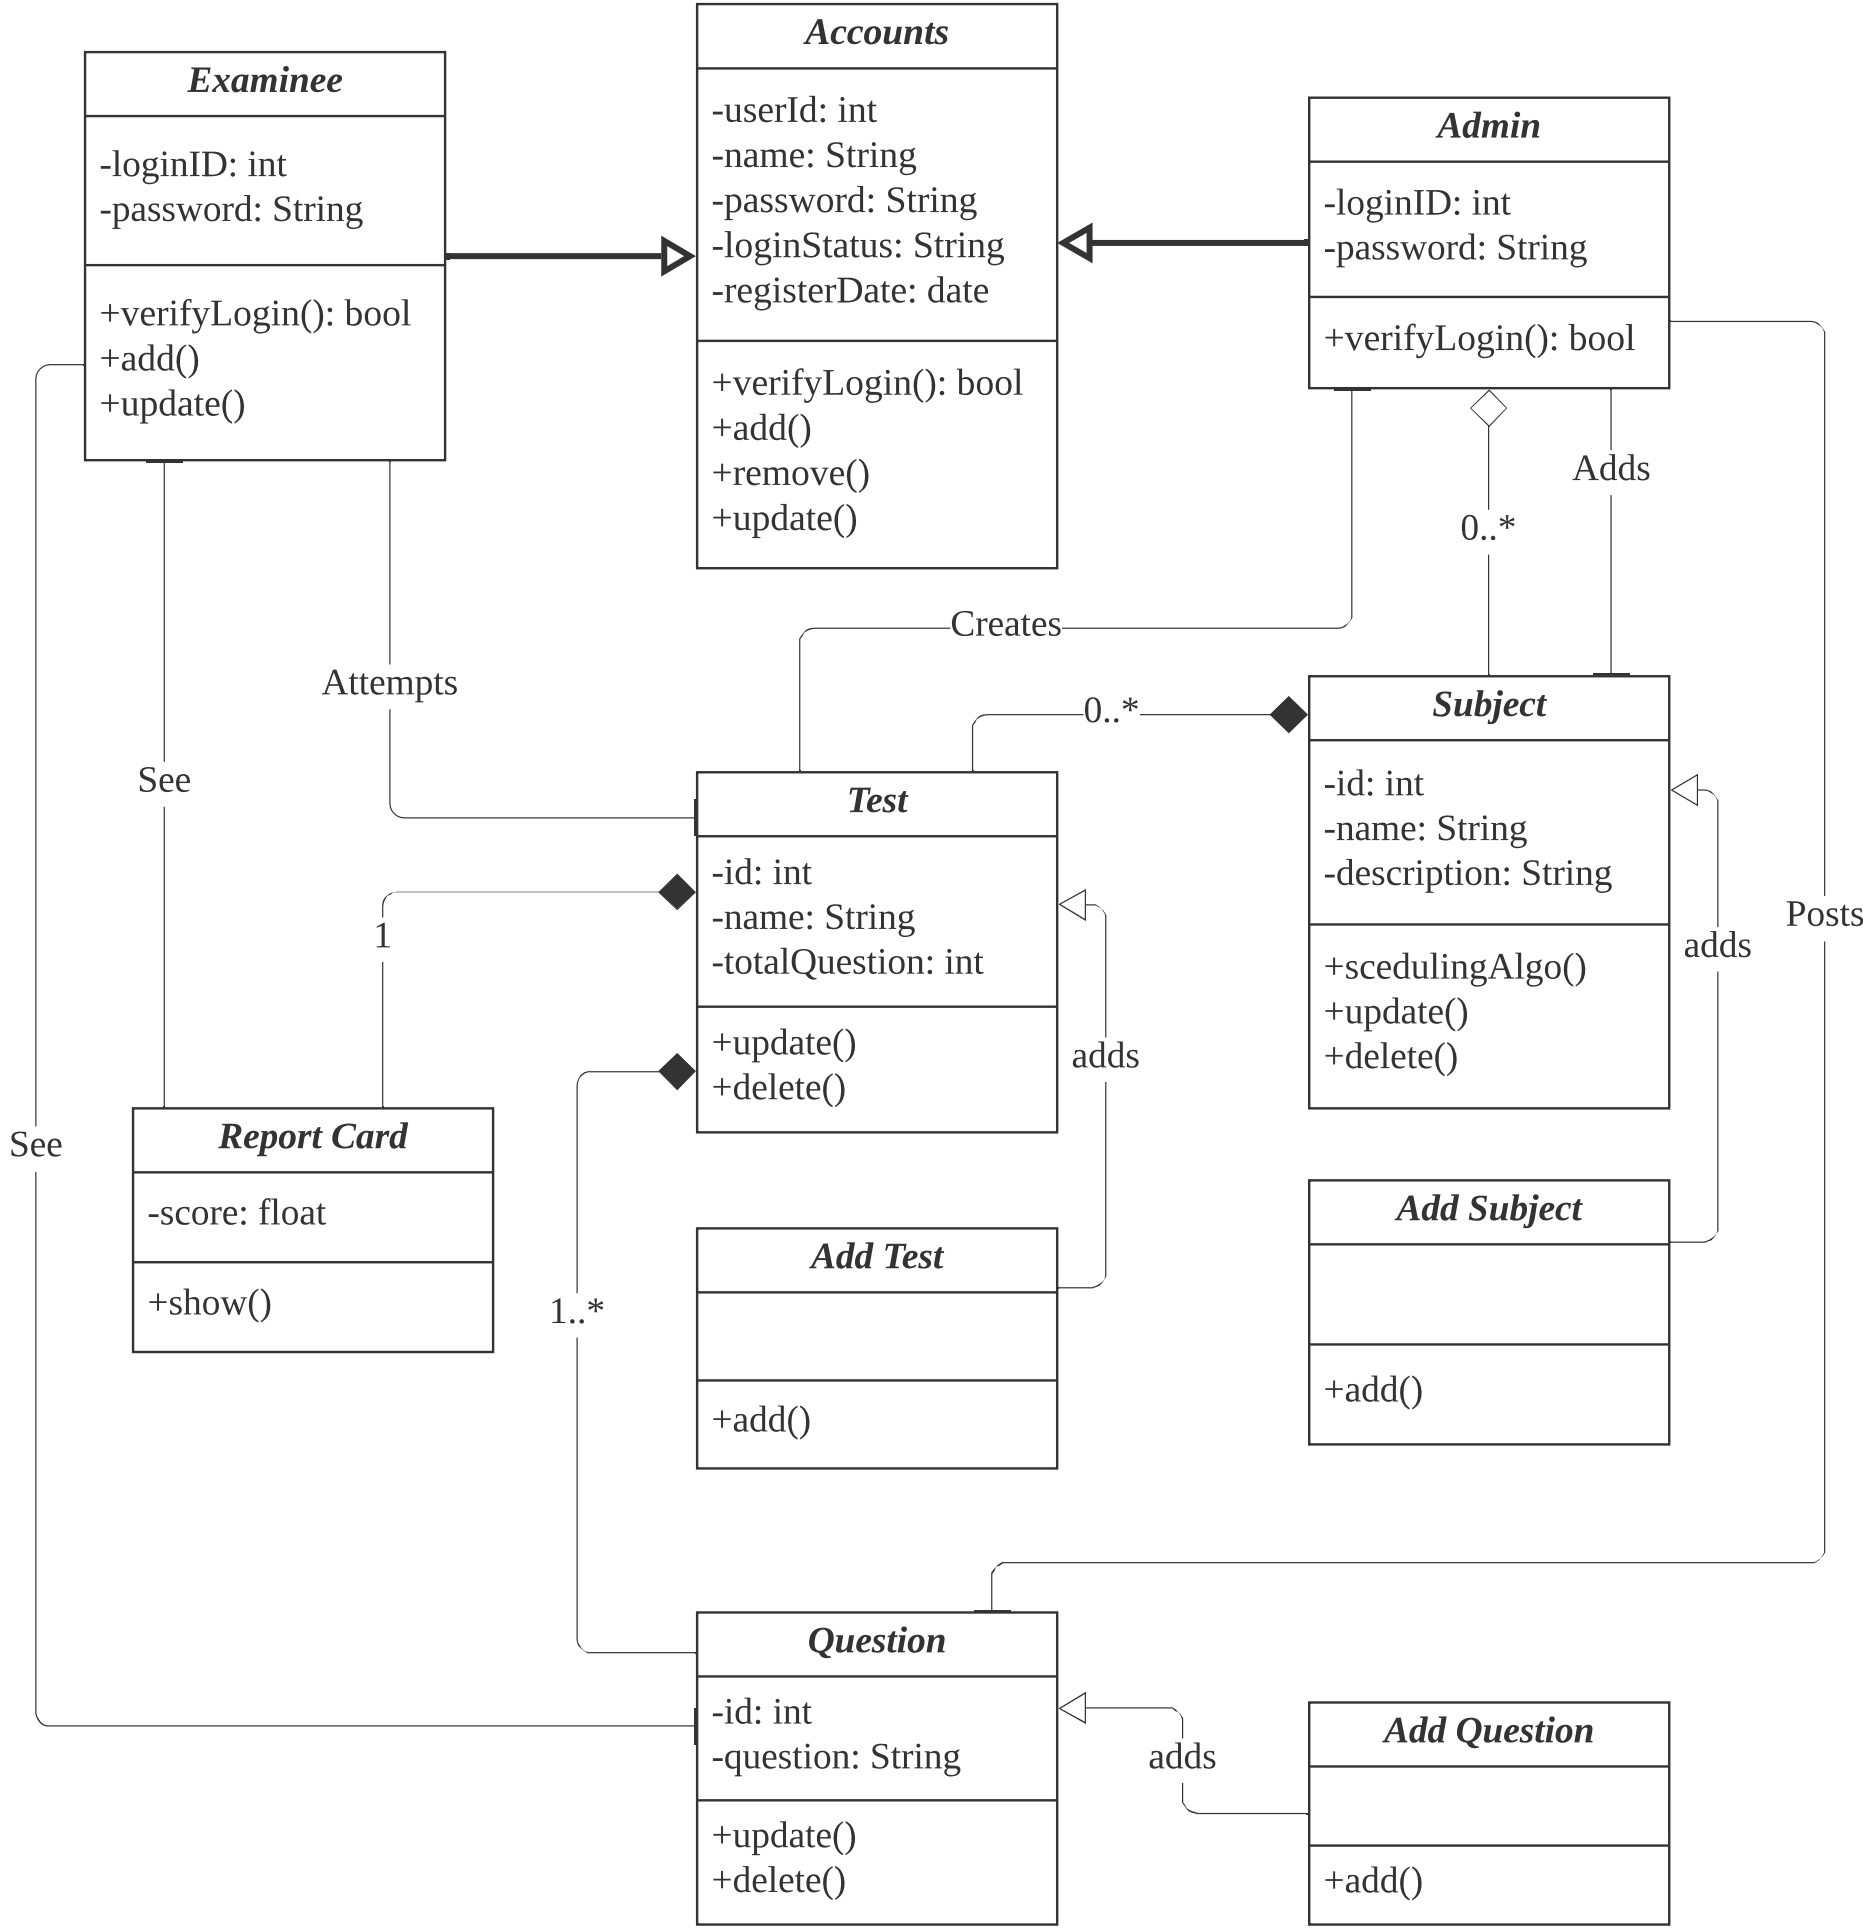 Accounts
-userId: int
-name: String
-password: String
-loginStatus: String
-registerDate: date
+verifyLogin(): bool
+add()
+remove()
+update()
Examinee
-loginID: int
-password: String
+verifyLogin(): bool
+add()
+update()
Admin
-loginID: int
-password: String
+verifyLogin(): bool
Adds
0..*
Creates
Attempts
See
0..*
Subject
-id: int
-name: String
-description: String
+scedulingAlgo()
+update()
+delete()
Test
-id: int
-name: String
-totalQuestion: int
+update()
+delete()
1
adds
adds
Posts
See
Report Card
-score: float
+show()
1..*
Add Test
+add()
Add Subject
+add()
Question
-id: int
-question: String
+update()
+delete()
adds
Add Question
+add()